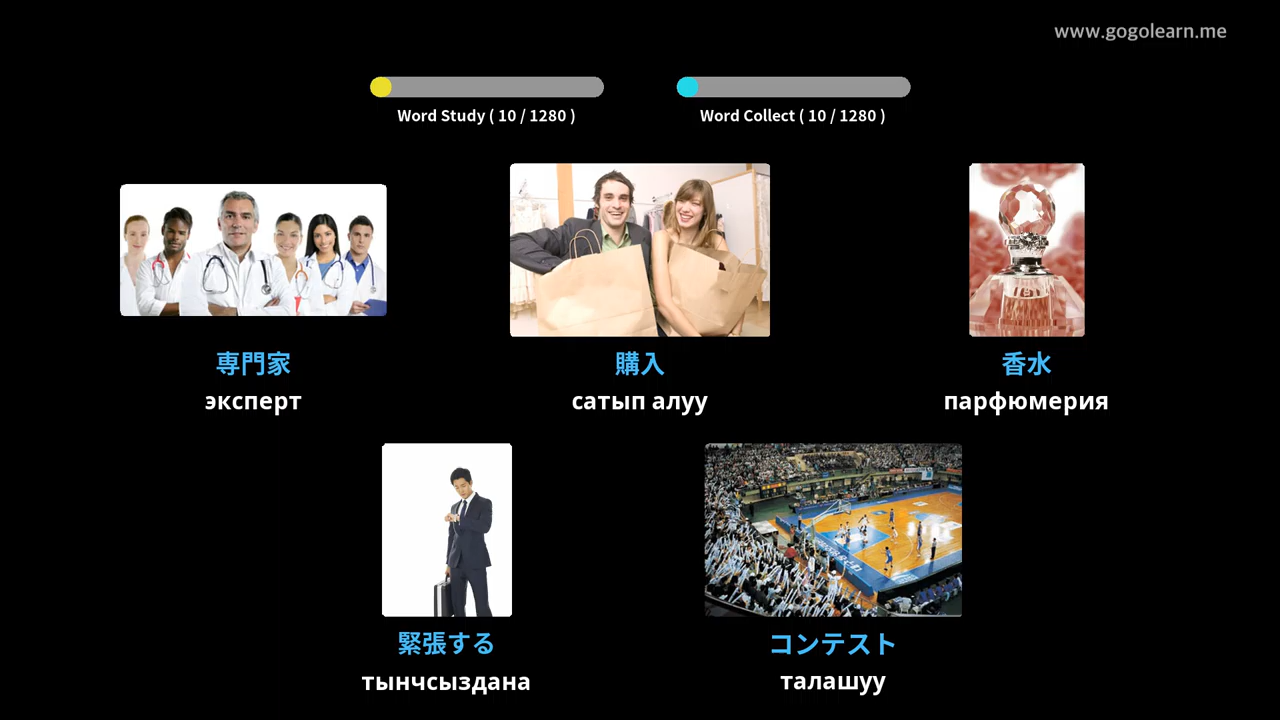 www.gogolearn.me
Word Study ( 10 / 1280 )
Word Collect ( 10 / 1280 )
専門家
эксперт
購入
сатып алуу
香水
парфюмерия
緊張する
тынчсыздана
コンテスト
талашуу